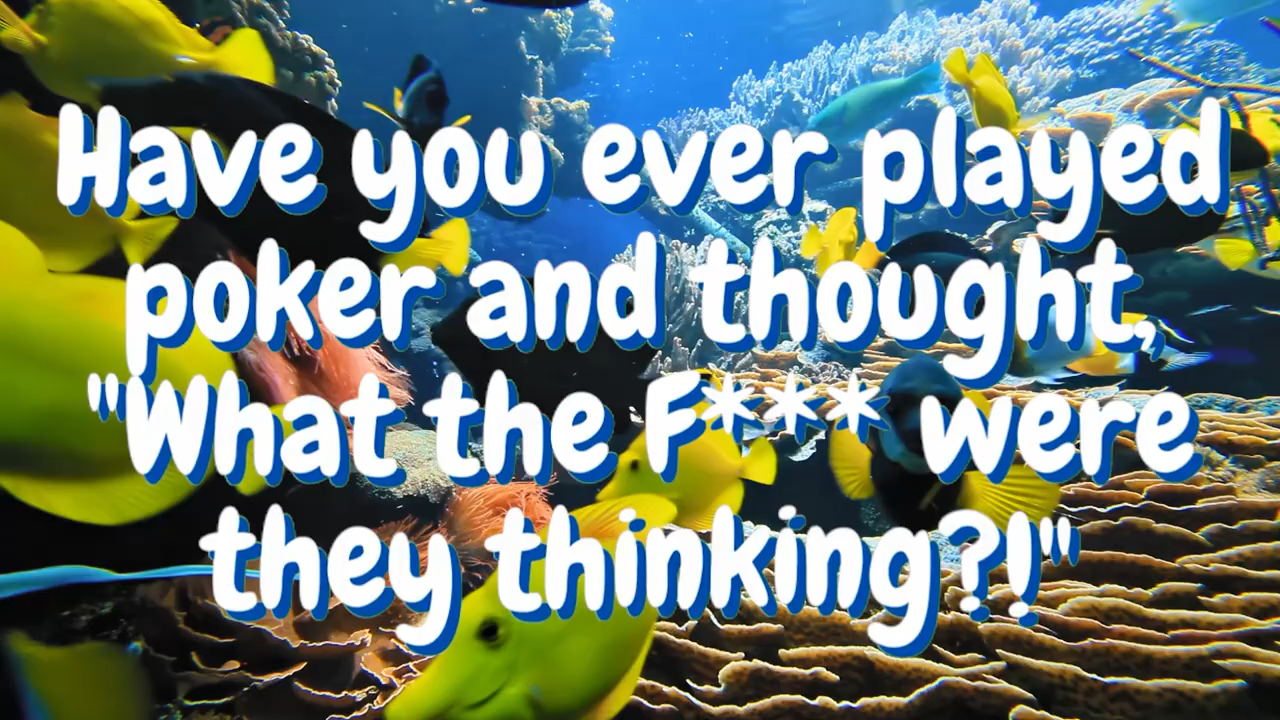 Have you ever played
poker and thought,
"What the F*** were
they thinking?!"